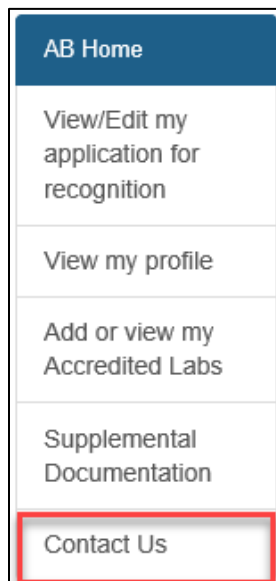 AB Home
View/Edit my
application for
recognition
View my profile
Add or view my
Accredited Labs
Supplemental
Documentation
Contact Us